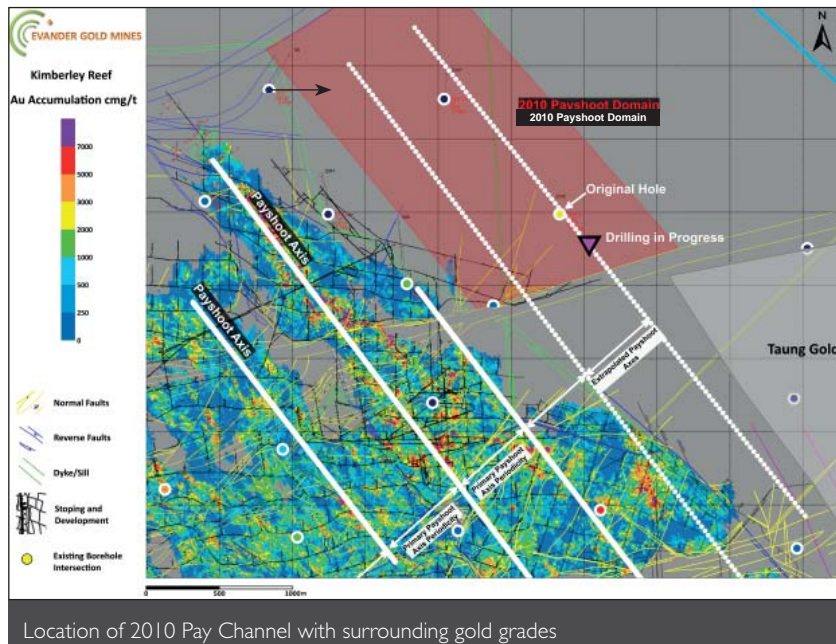 EVANDER GOLD MINES
Kimberley Reef
Au Accumulation cmg/t
7000
5000
3000
2000
1000
500
250
0
Normal Faults
Reverse Faults
Dyke/Sill
Stoping and
Development
Existing Borehole
Intersection
N
2010 Payshoot Domain
2010 Payshoot Domain
Original Hole
Drilling in Progress
Payshoot Axis
Payshoot Axis
Extrapolated Payshoot
Axes
Taung Gold
Primary Payshoot
Axis Periodicity
Primary Payshoot
Axis Periodicity
0
500
1000m
Location of 2010 Pay Channel with surrounding gold grades